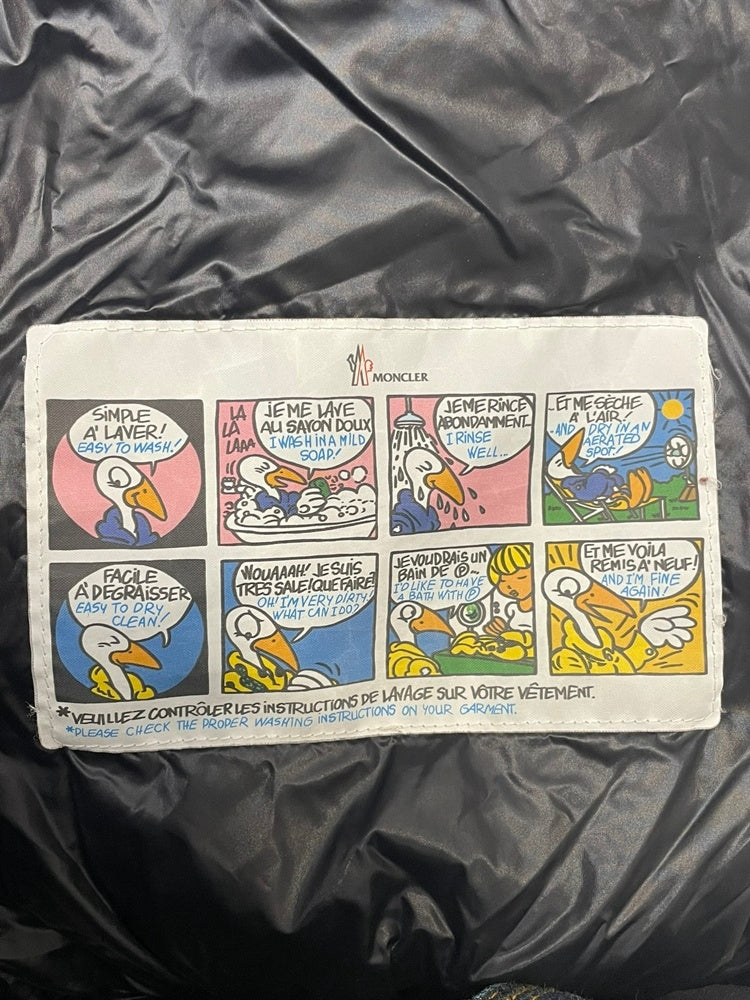 MONCLER
SIMPLE
A' LAVER!
EASY TO WASH!
LA
LA
LAAA
JE ME LAVE
AU SAVON DOUX
I WASH IN A MILD
SOAP!
JE ME RINCE
ABONDAMMENT...
I RINSE
WELL...
...ET ME SÈCHE
A' L'AIR!
...AND DRY IN AN
AERATED
SPOT!
FACILE
A' DEGRAISSER
EASY TO DRY
CLEAN!
WOUAAAH! JE SUIS
TRES SALE! QUE FAIRE?
OH! I'M VERY DIRTY!
WHAT CAN I DO?
JE VOUDRAIS UN
BAIN DE Ⓟ~
I'D LIKE TO HAVE
A BATH WITH Ⓟ
ET ME VOILA
REMIS A' NEUF!
AND I'M FINE
AGAIN!
*VEUILLEZ CONTRÔLER LES INSTRUCTIONS DE LAVAGE SUR VÔTRE VÊTEMENT.
*PLEASE CHECK THE PROPER WASHING INSTRUCTIONS ON YOUR GARMENT.